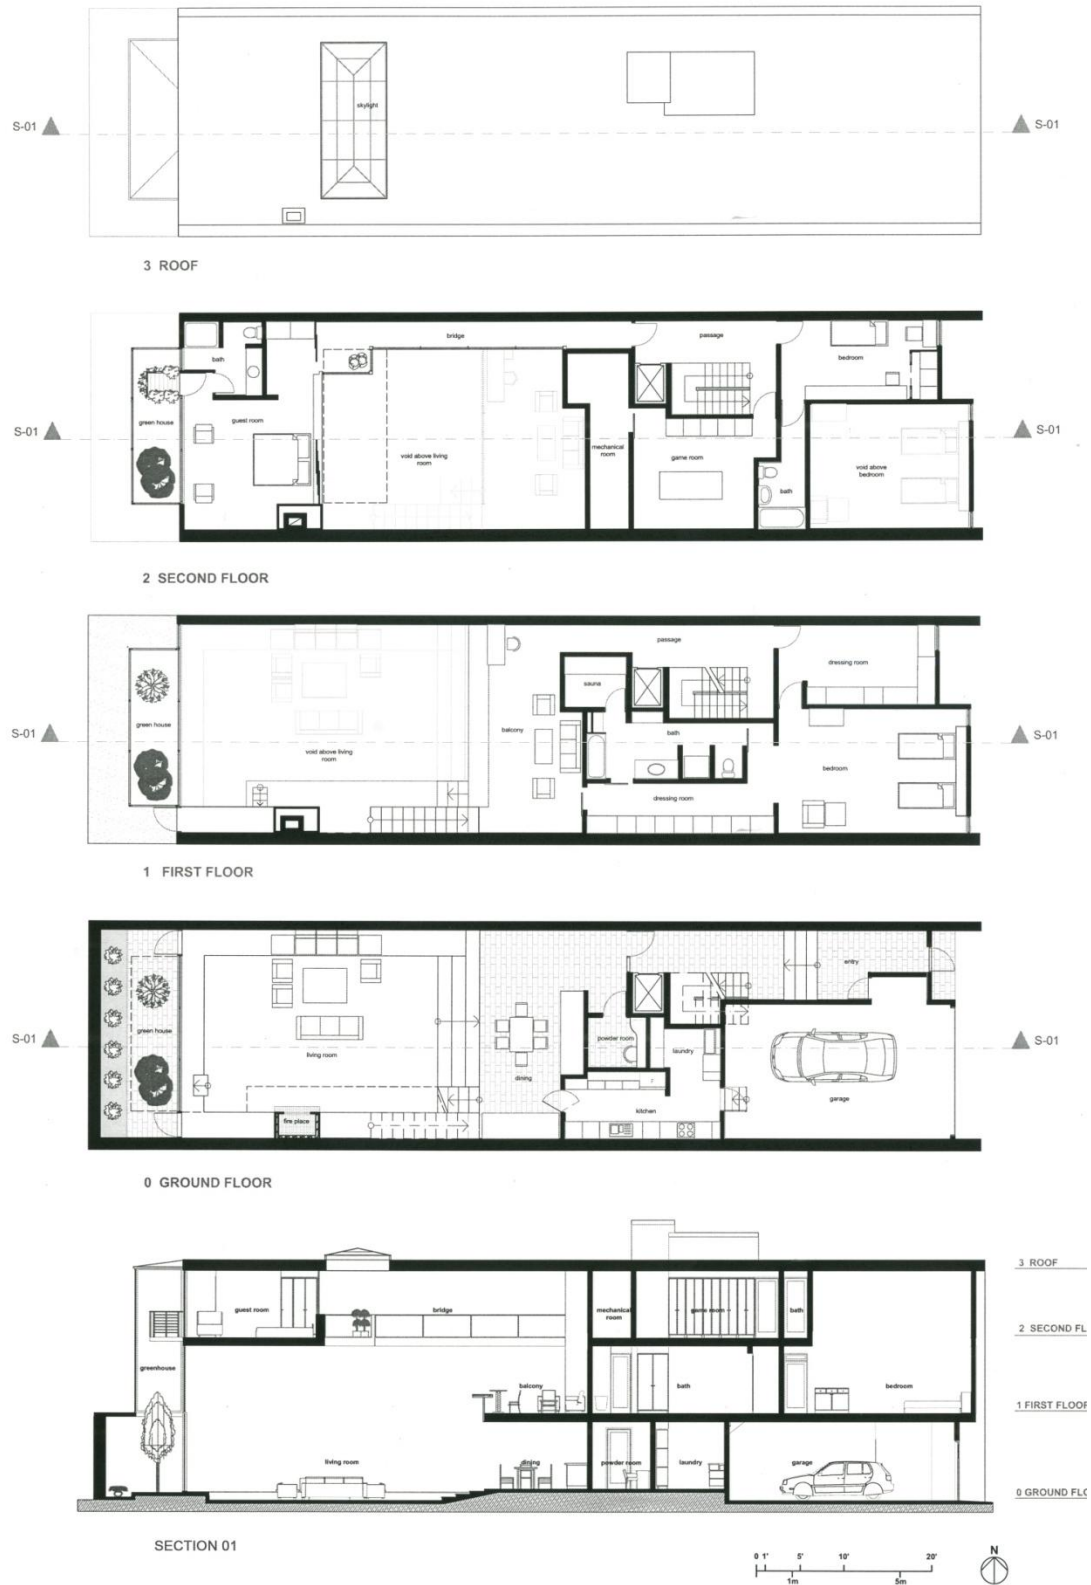 skylight
S-01
S-01
3 ROOF
bridge
passage
bath
bedroom
green house
guest room
S-01
S-01
void above living
room
mechanical
room
game room
void above
bedroom
bath
2 SECOND FLOOR
passage
dressing room
sauna
green house
balcony
bath
S-01
S-01
void above living
room
bedroom
dressing room
1 FIRST FLOOR
entry
green house
S-01
S-01
living room
powder room
laundry
dining
garage
kitchen
fire place
0 GROUND FLOOR
3 ROOF
guest room
bridge
mechanical
room
game room
bath
2 SECOND FL
greenhouse
balcony
bath
bedroom
1 FIRST FLOOR
living room
dining
powder room
laundry
garage
0 GROUND FLO
SECTION 01
N
0 1' 5' 10' 20'
1m 5m